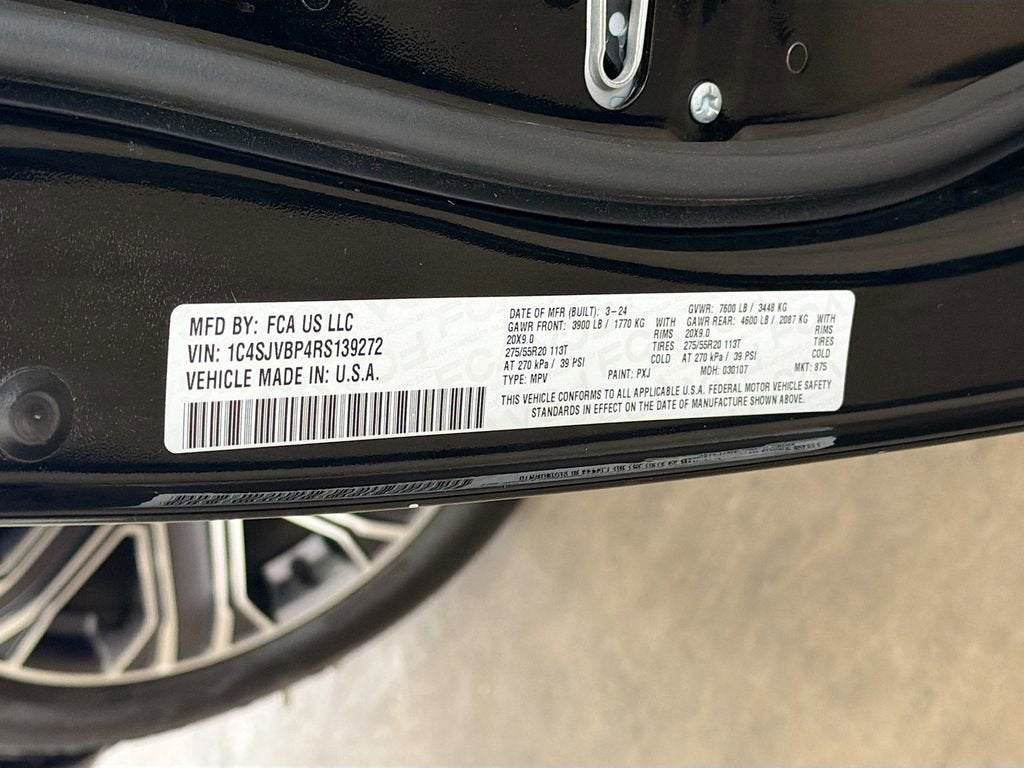 MFD BY: FCA US LLC
VIN: 1C4SJVBP4RS139272
VEHICLE MADE IN: U.S.A.
DATE OF MFR (BUILT): 3-24 GVWR: 7600 LB / 3448 KG
GAWR FRONT: 3900 LB / 1770 KG WITH GAWR REAR: 4600 LB / 2087 KG WITH
20X9.0 RIMS 20X9.0 RIMS
275/55R20 113T TIRES 275/55R20 113T TIRES
AT 270 kPa / 39 PSI COLD AT 270 kPa / 39 PSI COLD
TYPE: MPV PAINT: PXJ MDH: 030107 MKT: 875
THIS VEHICLE CONFORMS TO ALL APPLICABLE U.S.A. FEDERAL MOTOR VEHICLE SAFETY
STANDARDS IN EFFECT ON THE DATE OF MANUFACTURE SHOWN ABOVE.